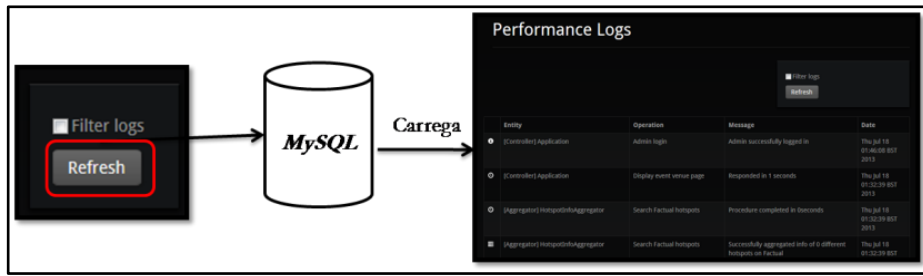 Filter logs
Refresh
MySQL
Carrega
Performance Logs
Filter logs
Refresh
Entity Operation Message Date
[Controller] Application Admin login Admin successfully logged in Thu Jul 18
01:46:08 BST
2013
[Controller] Application Display event venue page Responded in 1 seconds Thu Jul 18
01:32:39 BST
2013
[Aggregator] HotspotInfoAggregator Search Factual hotspots Procedure completed in 0seconds Thu Jul 18
01:32:39 BST
2013
[Aggregator] HotspotInfoAggregator Search Factual hotspots Successfully aggregated info of 0 different Thu Jul 18
hotspots on Factual 01:32:39 BST